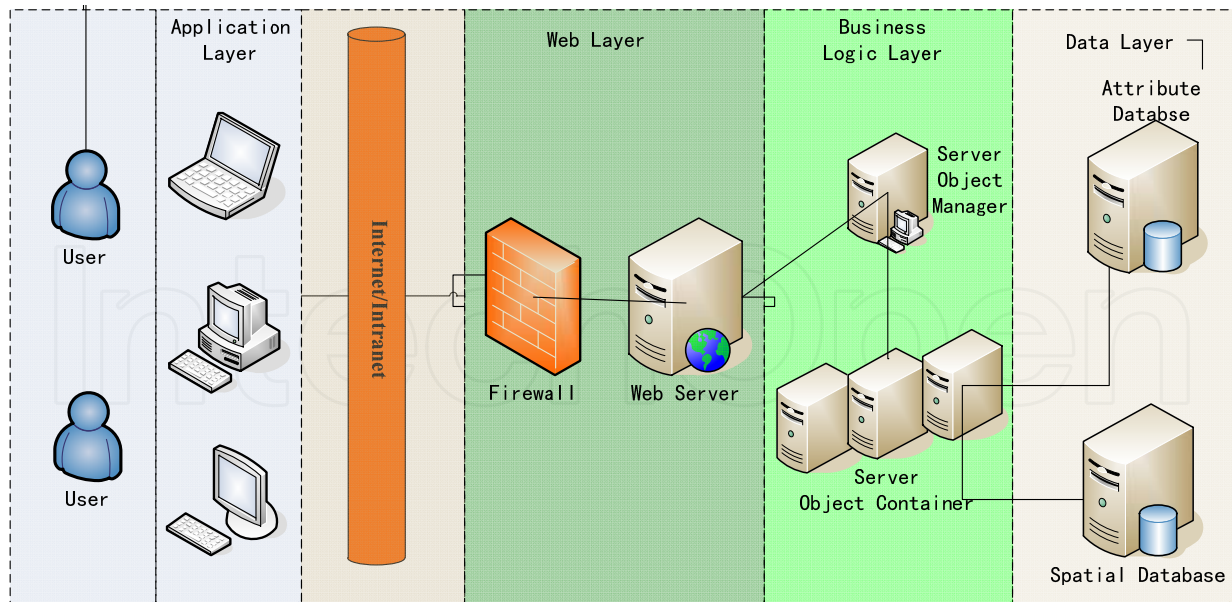 Application
Layer
Web Layer
Business
Logic Layer
Data Layer
Attribute
Databse
Server
Object
Manager
User
Internet/Intranet
Firewall
Web Server
User
Server
Object Container
Spatial Database
IntechOpen